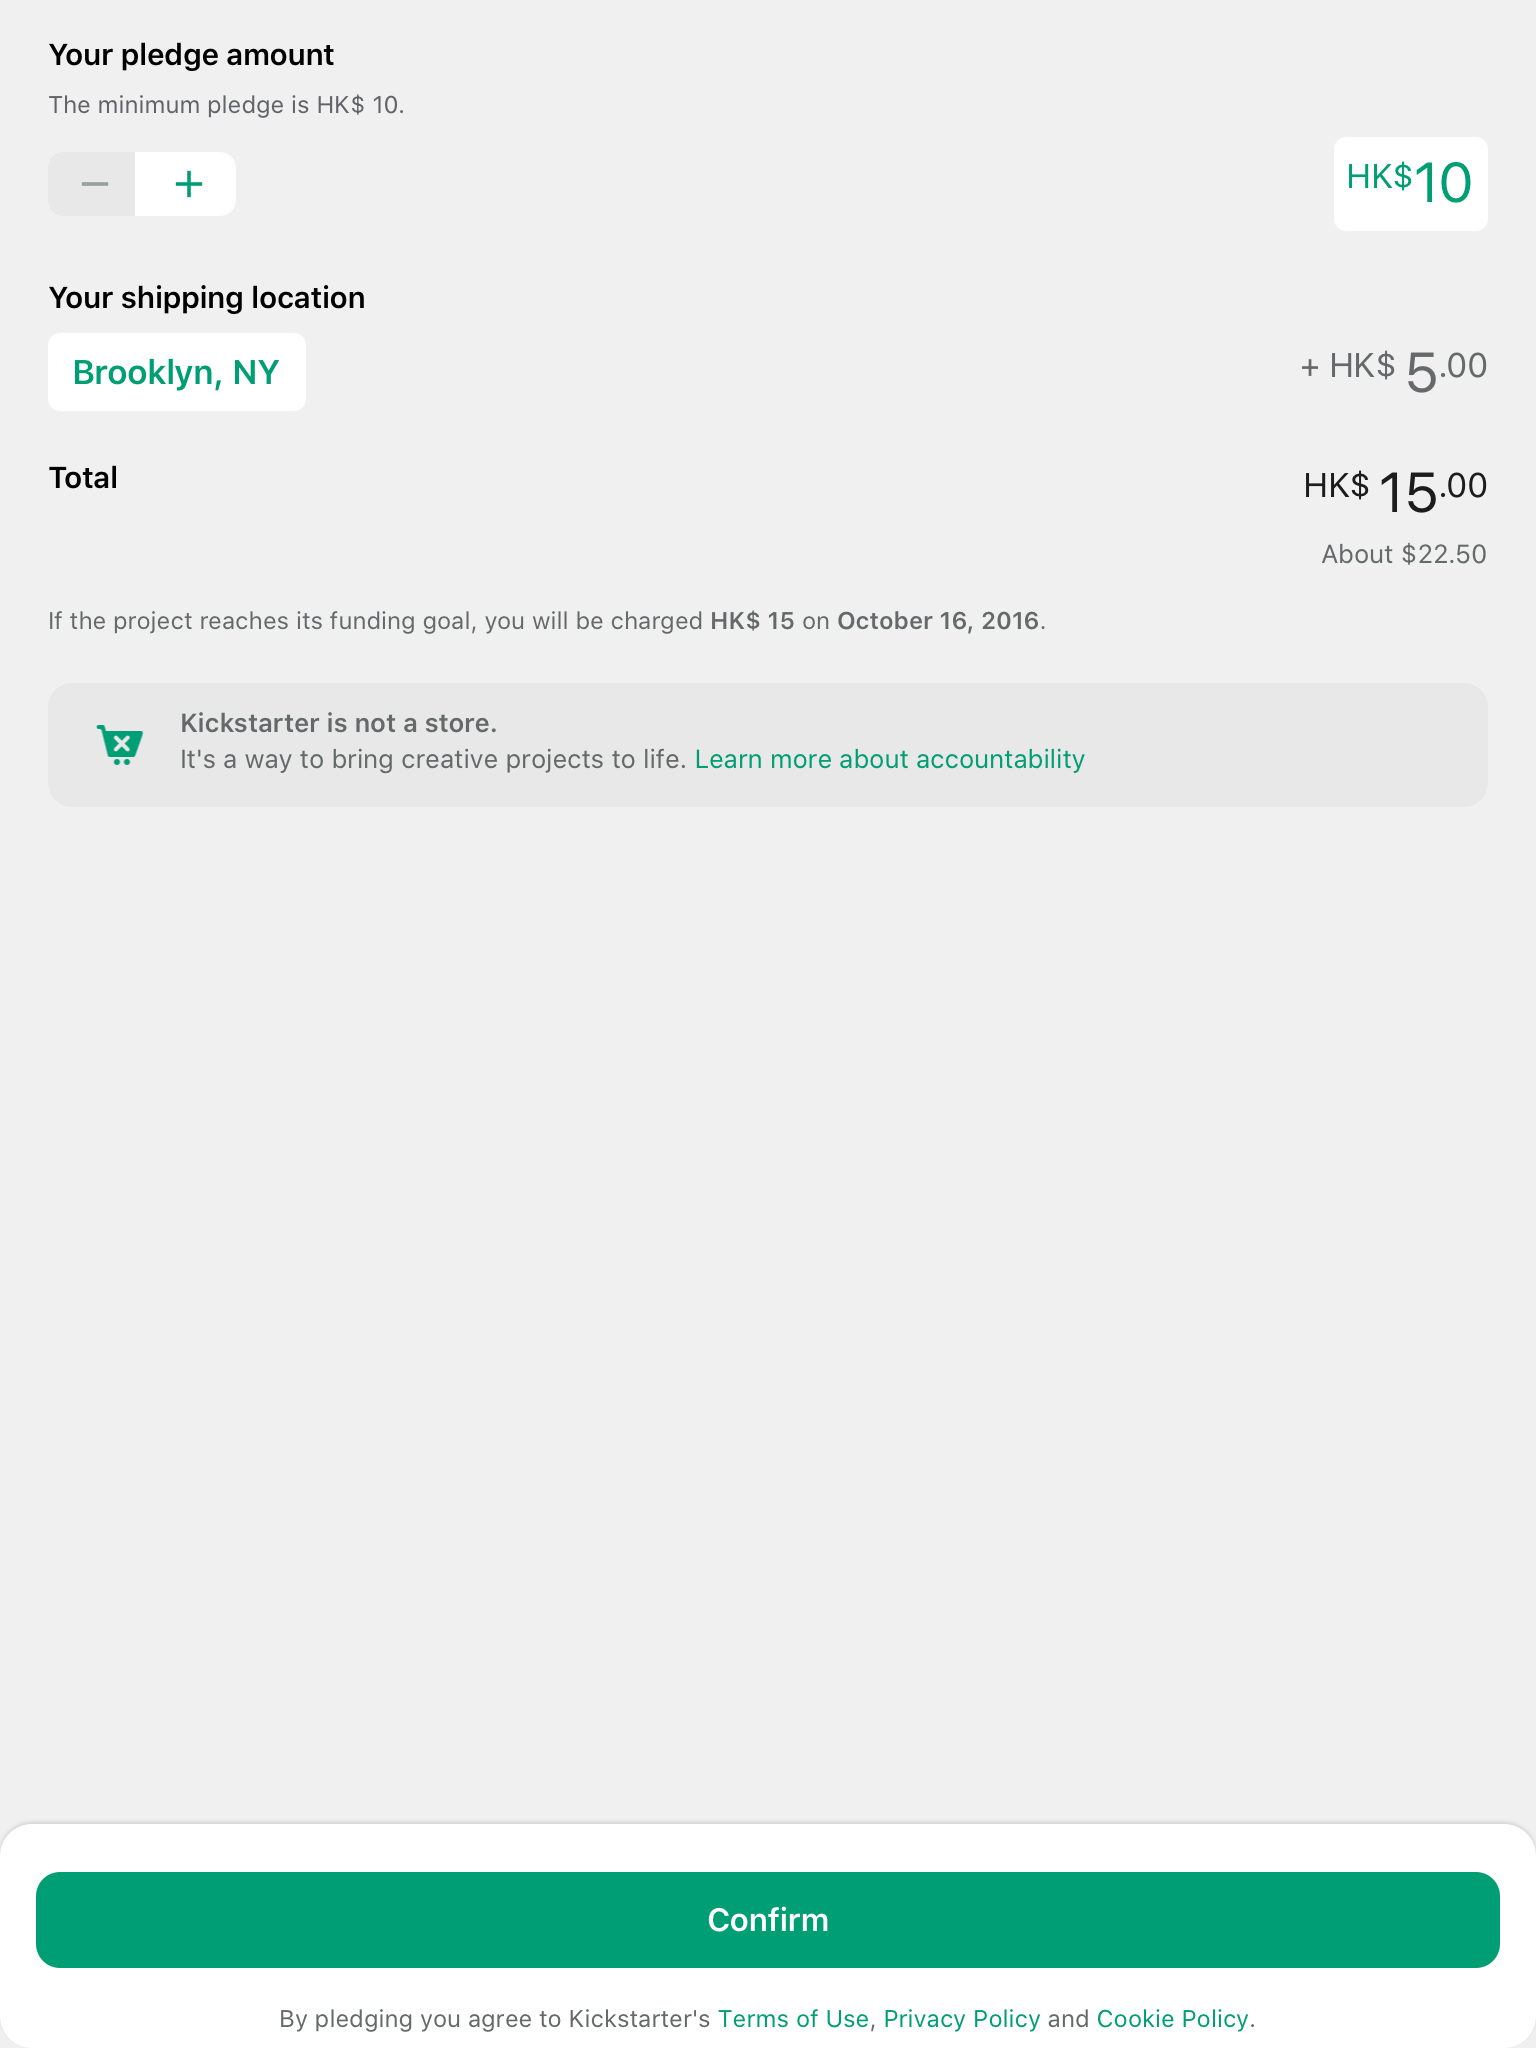 Your pledge amount
The minimum pledge is HK$ 10.
− + HK$10
Your shipping location
Brooklyn, NY + HK$ 5.00
Total HK$ 15.00
About $22.50
If the project reaches its funding goal, you will be charged HK$ 15 on October 16, 2016.
Kickstarter is not a store.
It's a way to bring creative projects to life. Learn more about accountability
Confirm
By pledging you agree to Kickstarter's Terms of Use, Privacy Policy and Cookie Policy.